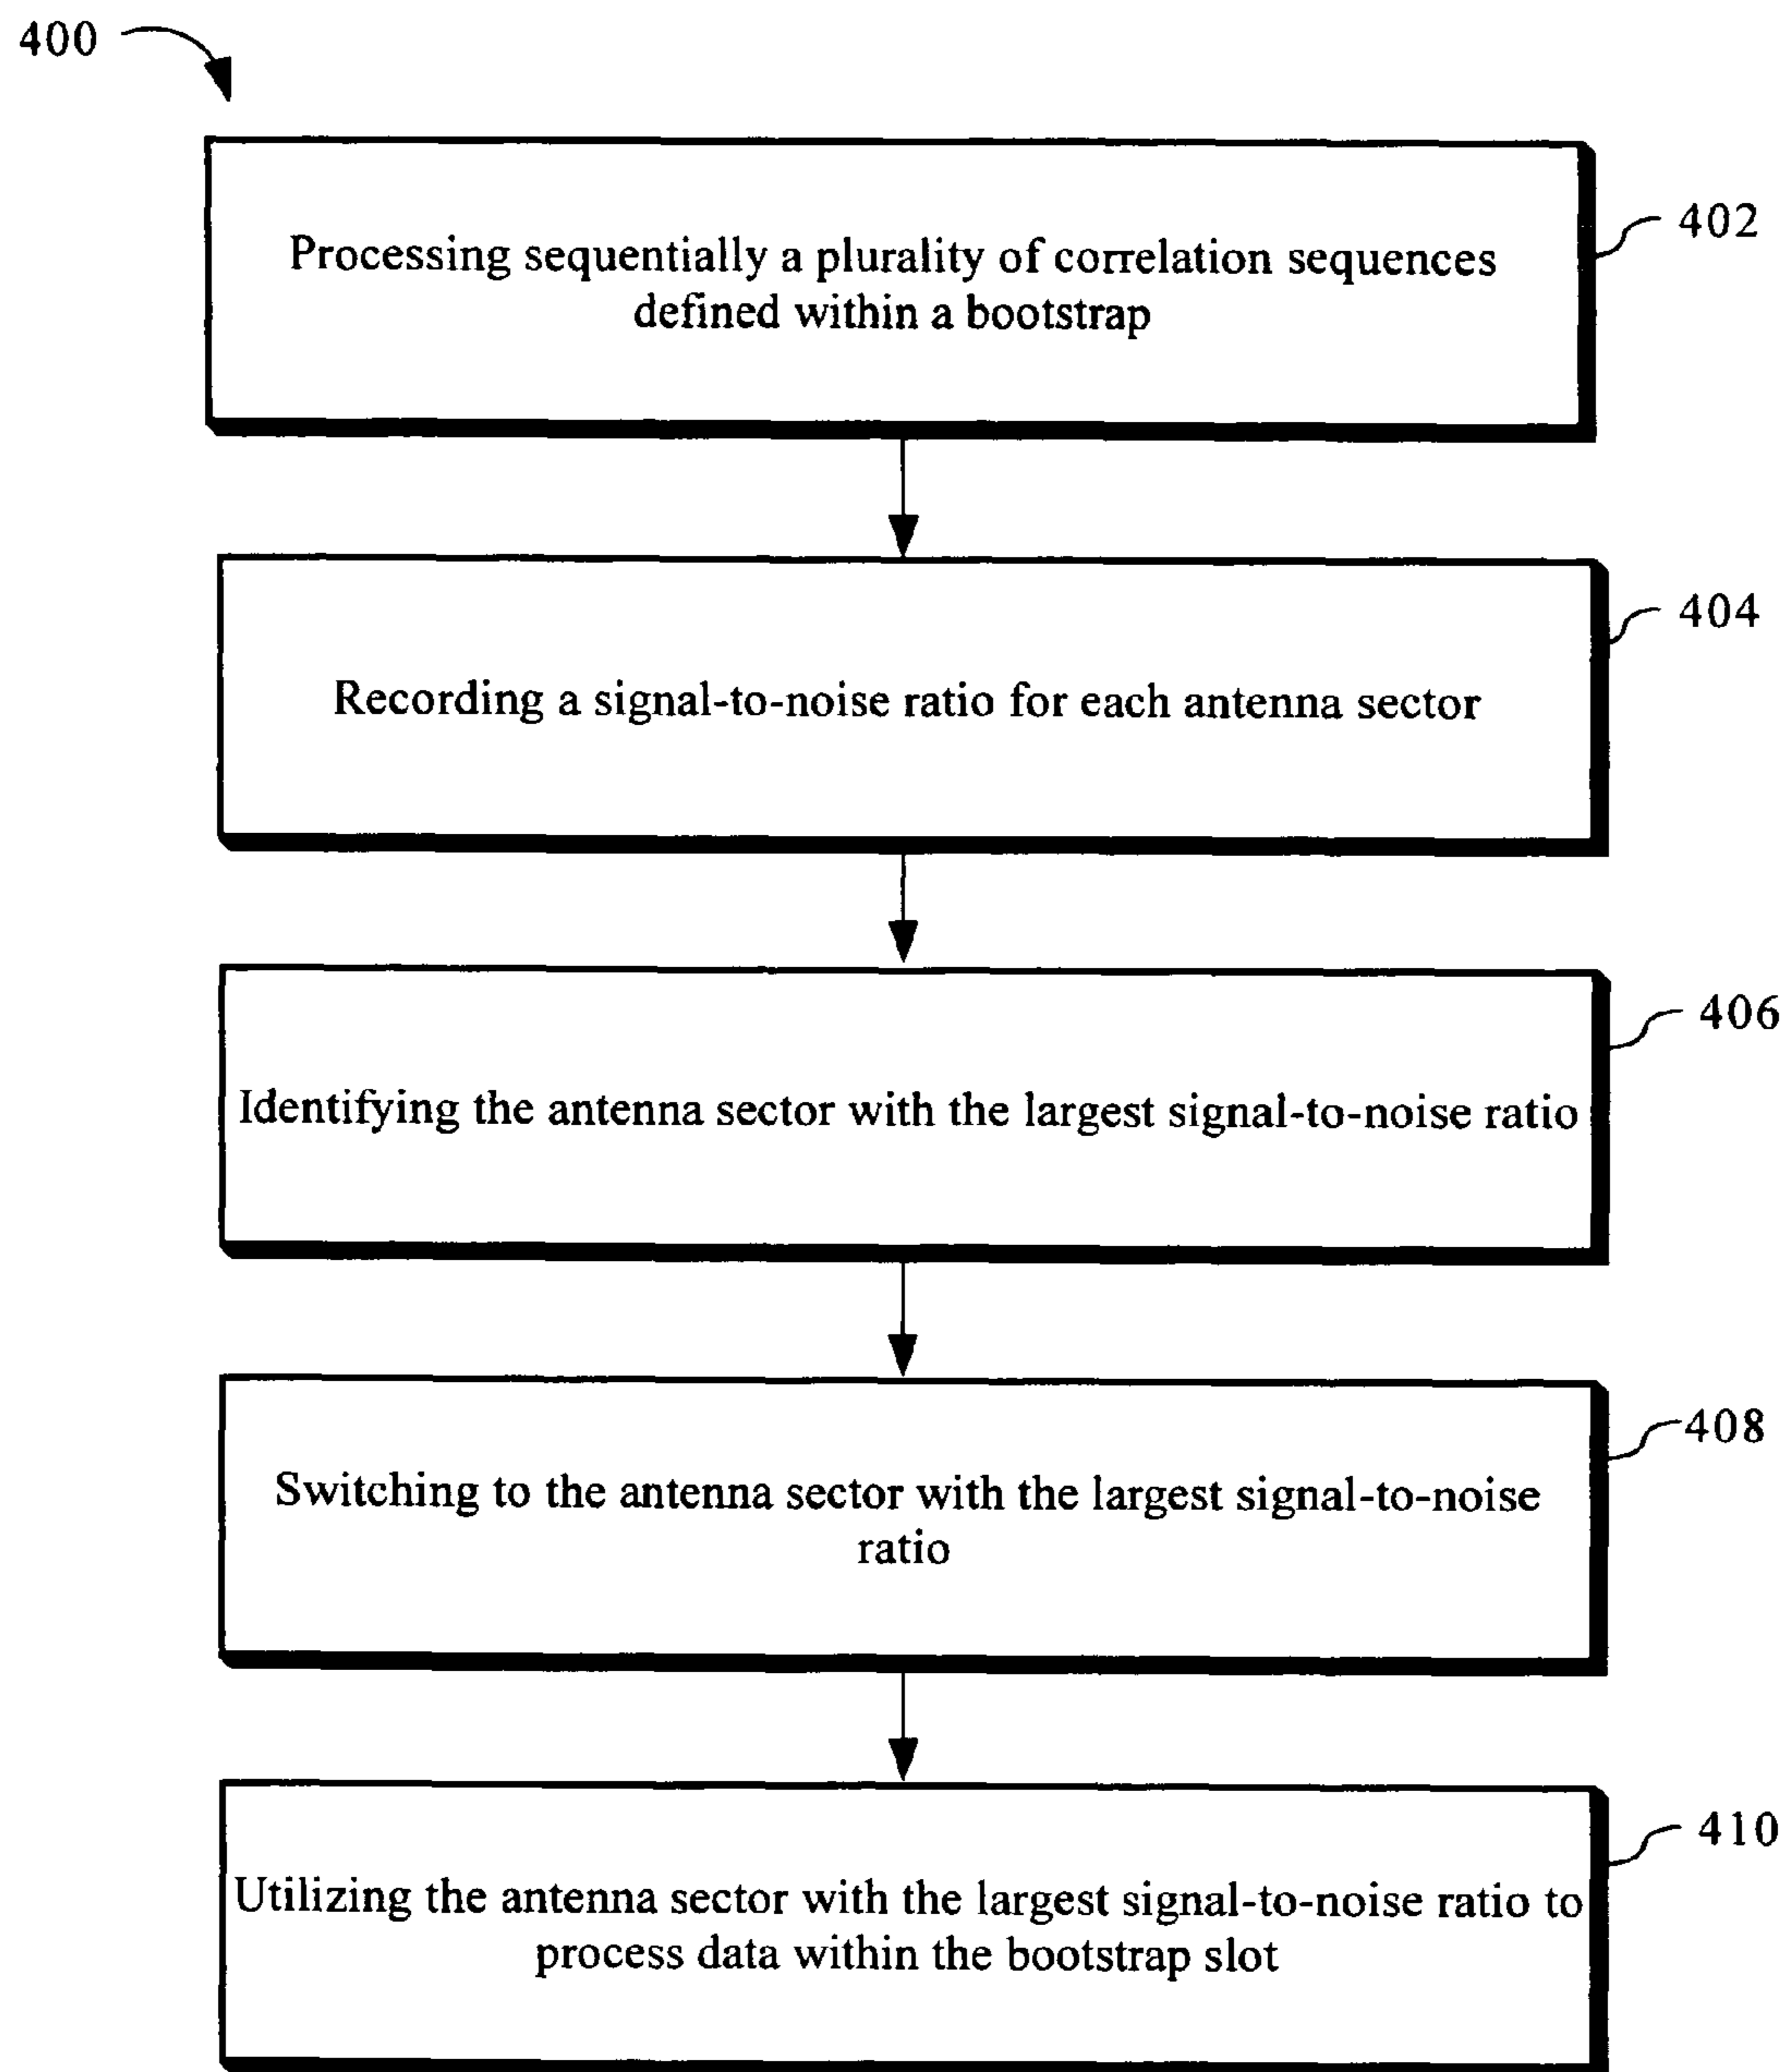 400
Processing sequentially a plurality of correlation sequences
defined within a bootstrap
402
Recording a signal-to-noise ratio for each antenna sector
404
Identifying the antenna sector with the largest signal-to-noise ratio
406
Switching to the antenna sector with the largest signal-to-noise
ratio
408
Utilizing the antenna sector with the largest signal-to-noise ratio to
process data within the bootstrap slot
410